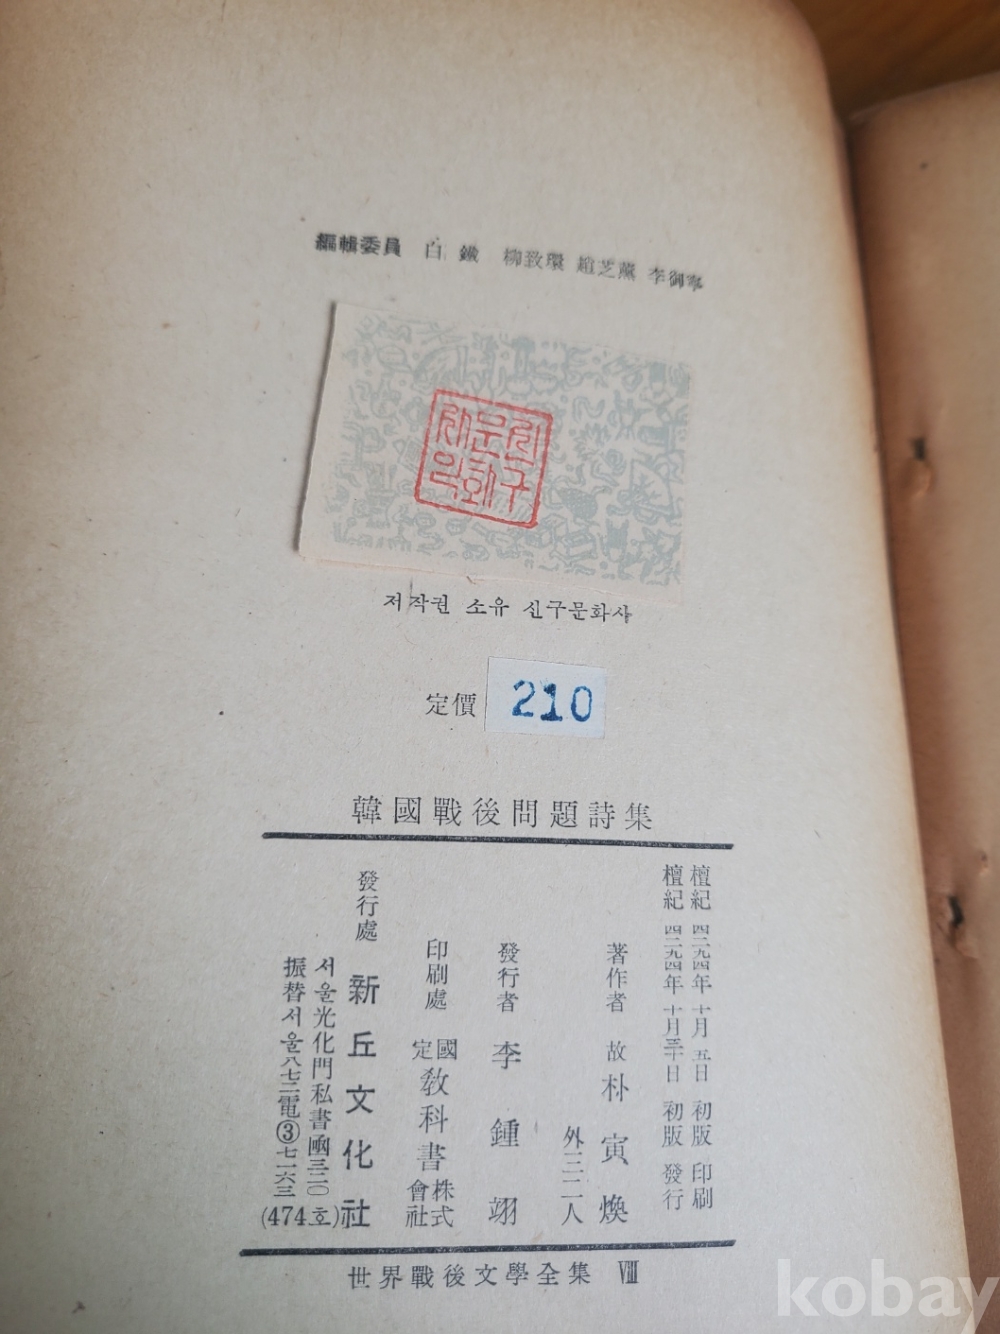 編輯委員 白鐵 柳致環 趙芝薰 李御寧
신구
문화
사인
저작권 소유 신구문화사
定價 210
韓國戰後問題詩集
檀紀 四二九四年 十月 五日 初版 印刷
檀紀 四二九四年 十月 三十日 初版 發行
著作者 故 朴寅煥
外三二人
發行者 李鍾翊
印刷處 國定敎科書株式會社
發行處 新丘文化社
서울光化門私書凾三二〇(474호)
振替서울八七二電③七一六三
世界戰後文學全集 Ⅷ
kobay